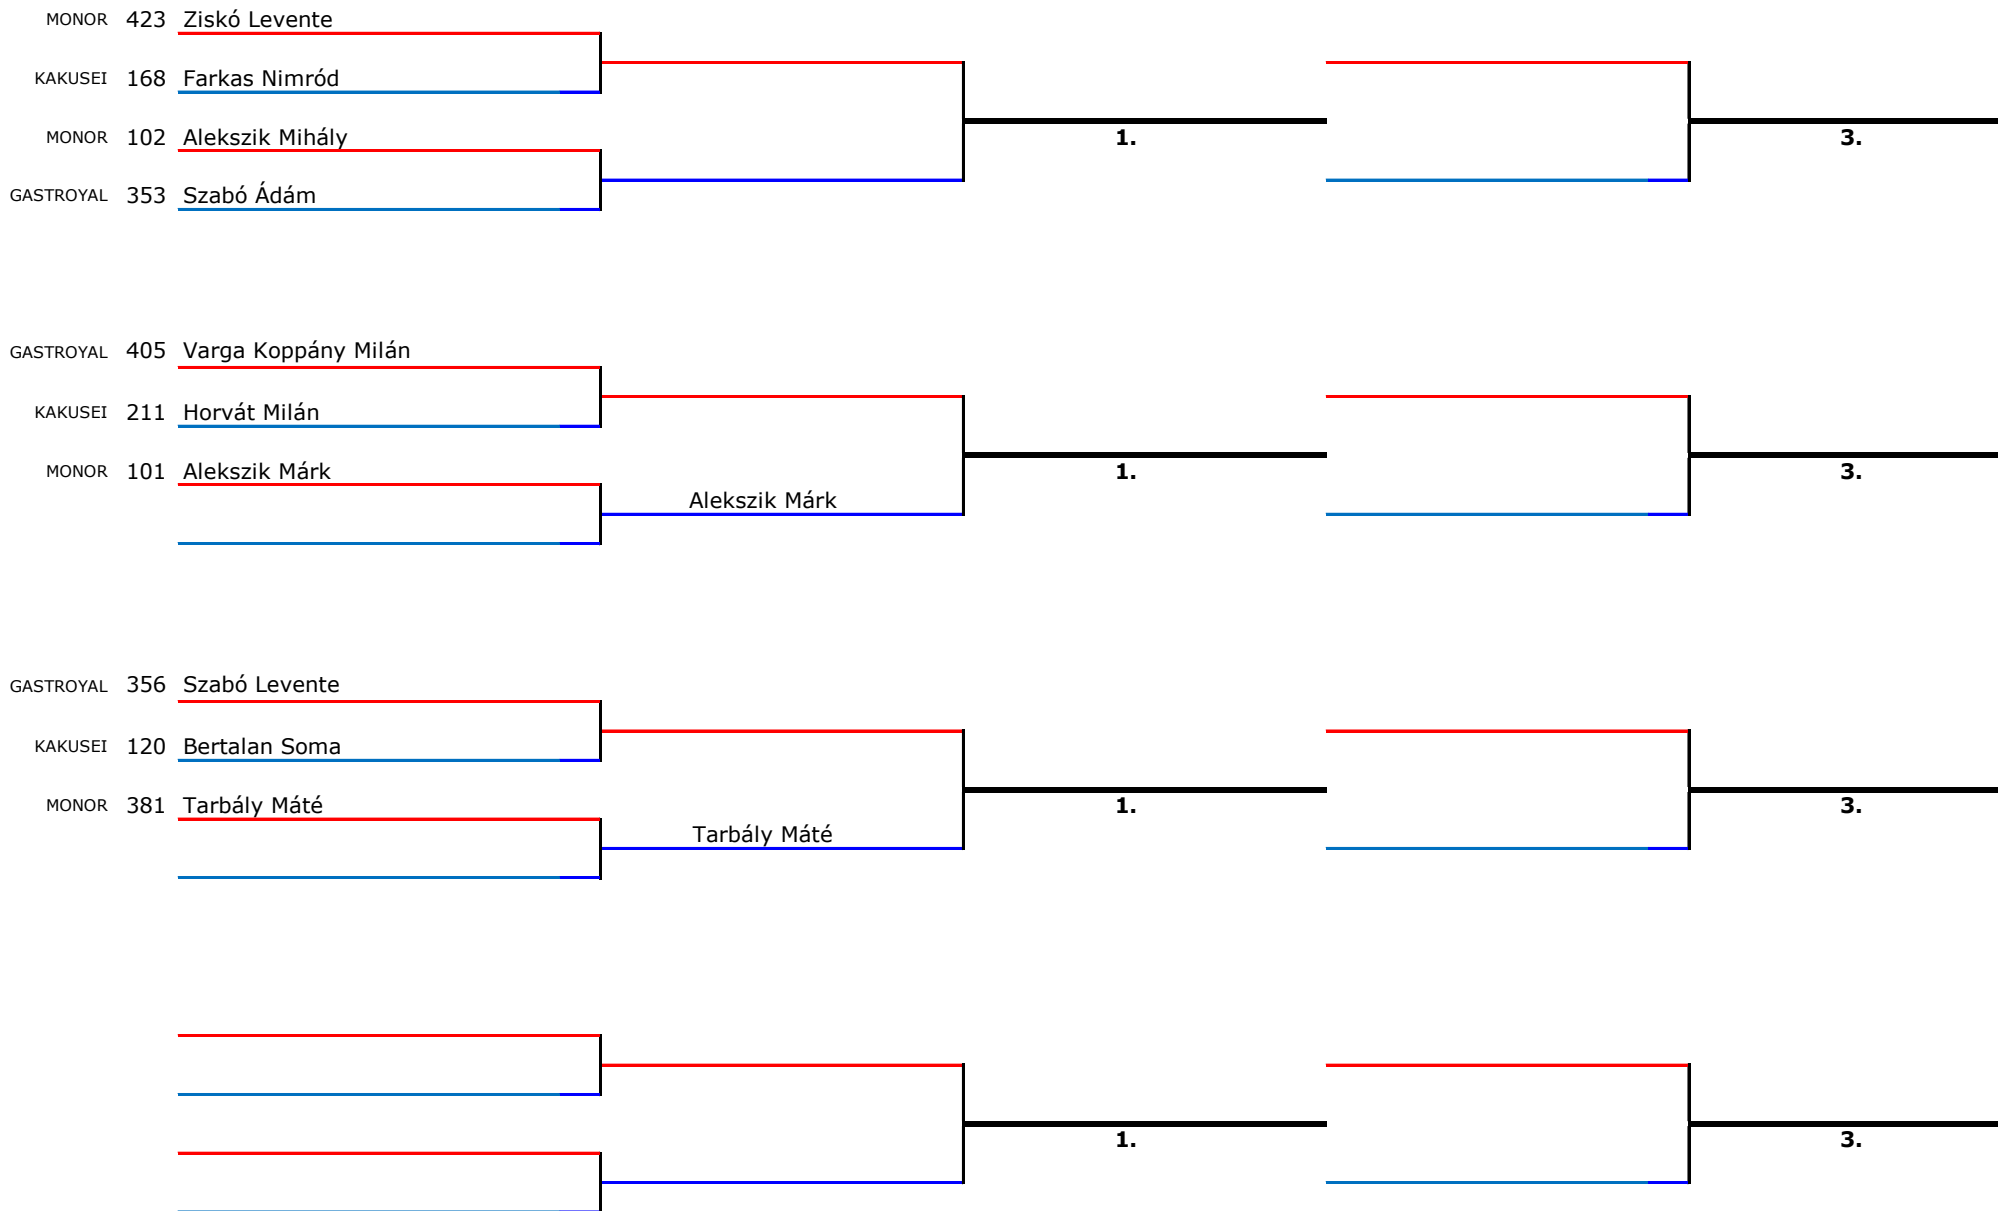 MONOR 423 Ziskó Levente
KAKUSEI 168 Farkas Nimród
1. 3.
MONOR 102 Alekszik Mihály
GASTROYAL 353 Szabó Ádám
GASTROYAL 405 Varga Koppány Milán
KAKUSEI 211 Horvát Milán
MONOR 101 Alekszik Márk 1. 3.
Alekszik Márk
GASTROYAL 356 Szabó Levente
KAKUSEI 120 Bertalan Soma
MONOR 381 Tarbály Máté 1. 3.
Tarbály Máté
1. 3.